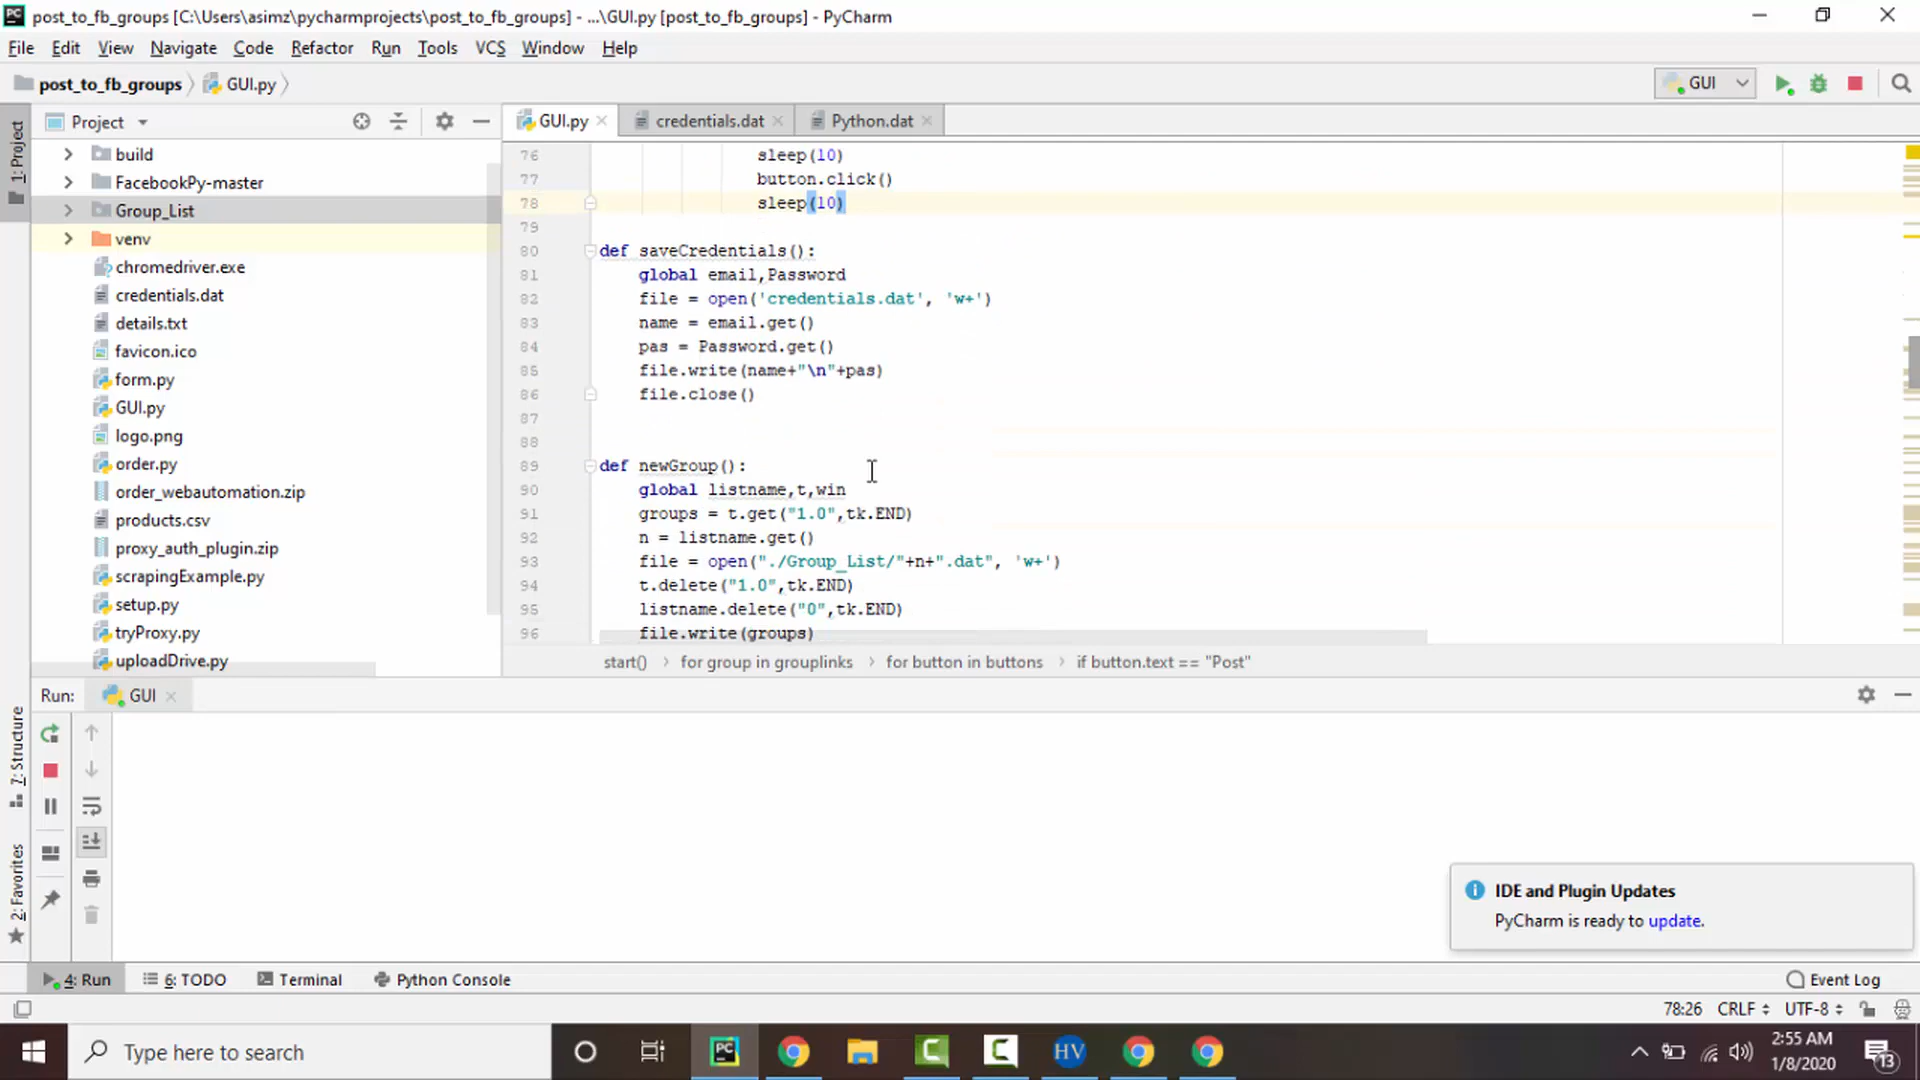 post_to_fb_groups [C:\Users\asimz\pycharmprojects\post_to_fb_groups] - ...\GUI.py [post_to_fb_groups] - PyCharm
File Edit View Navigate Code Refactor Run Tools VCS Window Help
post_to_fb_groups GUI.py GUI
Project GUI.py credentials.dat Python.dat
1: Project
build
FacebookPy-master
Group_List
venv
chromedriver.exe
credentials.dat
details.txt
favicon.ico
form.py
GUI.py
logo.png
order.py
order_webautomation.zip
products.csv
proxy_auth_plugin.zip
scrapingExample.py
setup.py
tryProxy.py
uploadDrive.py
76 sleep(10)
77 button.click()
78 sleep(10)
79
80 def saveCredentials():
81 global email,Password
82 file = open('credentials.dat', 'w+')
83 name = email.get()
84 pas = Password.get()
85 file.write(name+"\n"+pas)
86 file.close()
87
88
89 def newGroup():
90 global listname,t,win
91 groups = t.get("1.0",tk.END)
92 n = listname.get()
93 file = open("./Group_List/"+n+".dat", 'w+')
94 t.delete("1.0",tk.END)
95 listname.delete("0",tk.END)
96 file.write(groups)
start() for group in grouplinks for button in buttons if button.text == "Post"
Run: GUI
7: Structure
2: Favorites
IDE and Plugin Updates
PyCharm is ready to update.
4: Run 6: TODO Terminal Python Console Event Log
78:26 CRLF UTF-8
PC HV
Type here to search
2:55 AM
1/8/2020
13